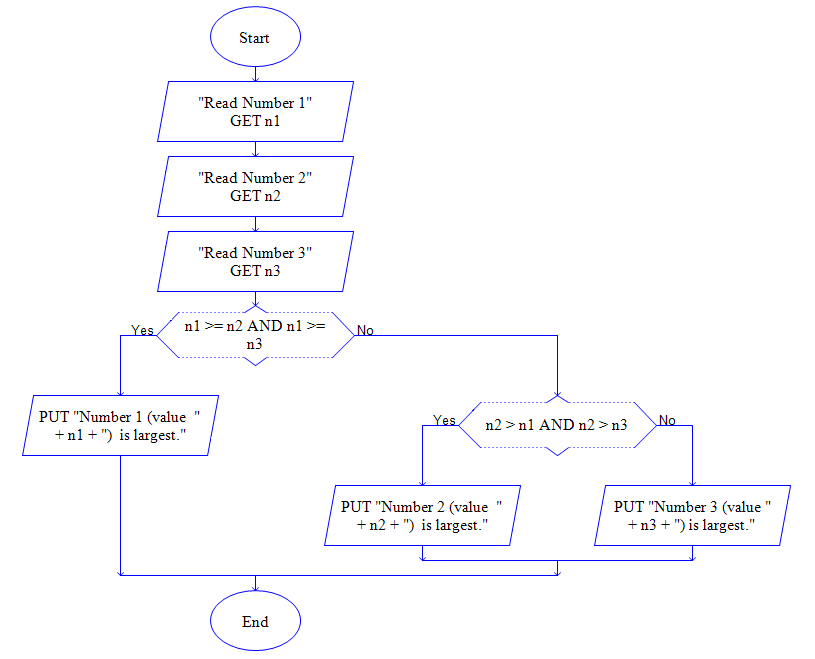 Start
"Read Number 1"
GET n1
"Read Number 2"
GET n2
"Read Number 3"
GET n3
n1 >= n2 AND n1 >=
n3
Yes
No
PUT "Number 1 (value "
+ n1 + ") is largest."
n2 > n1 AND n2 > n3
Yes
No
PUT "Number 2 (value "
+ n2 + ") is largest."
PUT "Number 3 (value "
+ n3 + ") is largest."
End